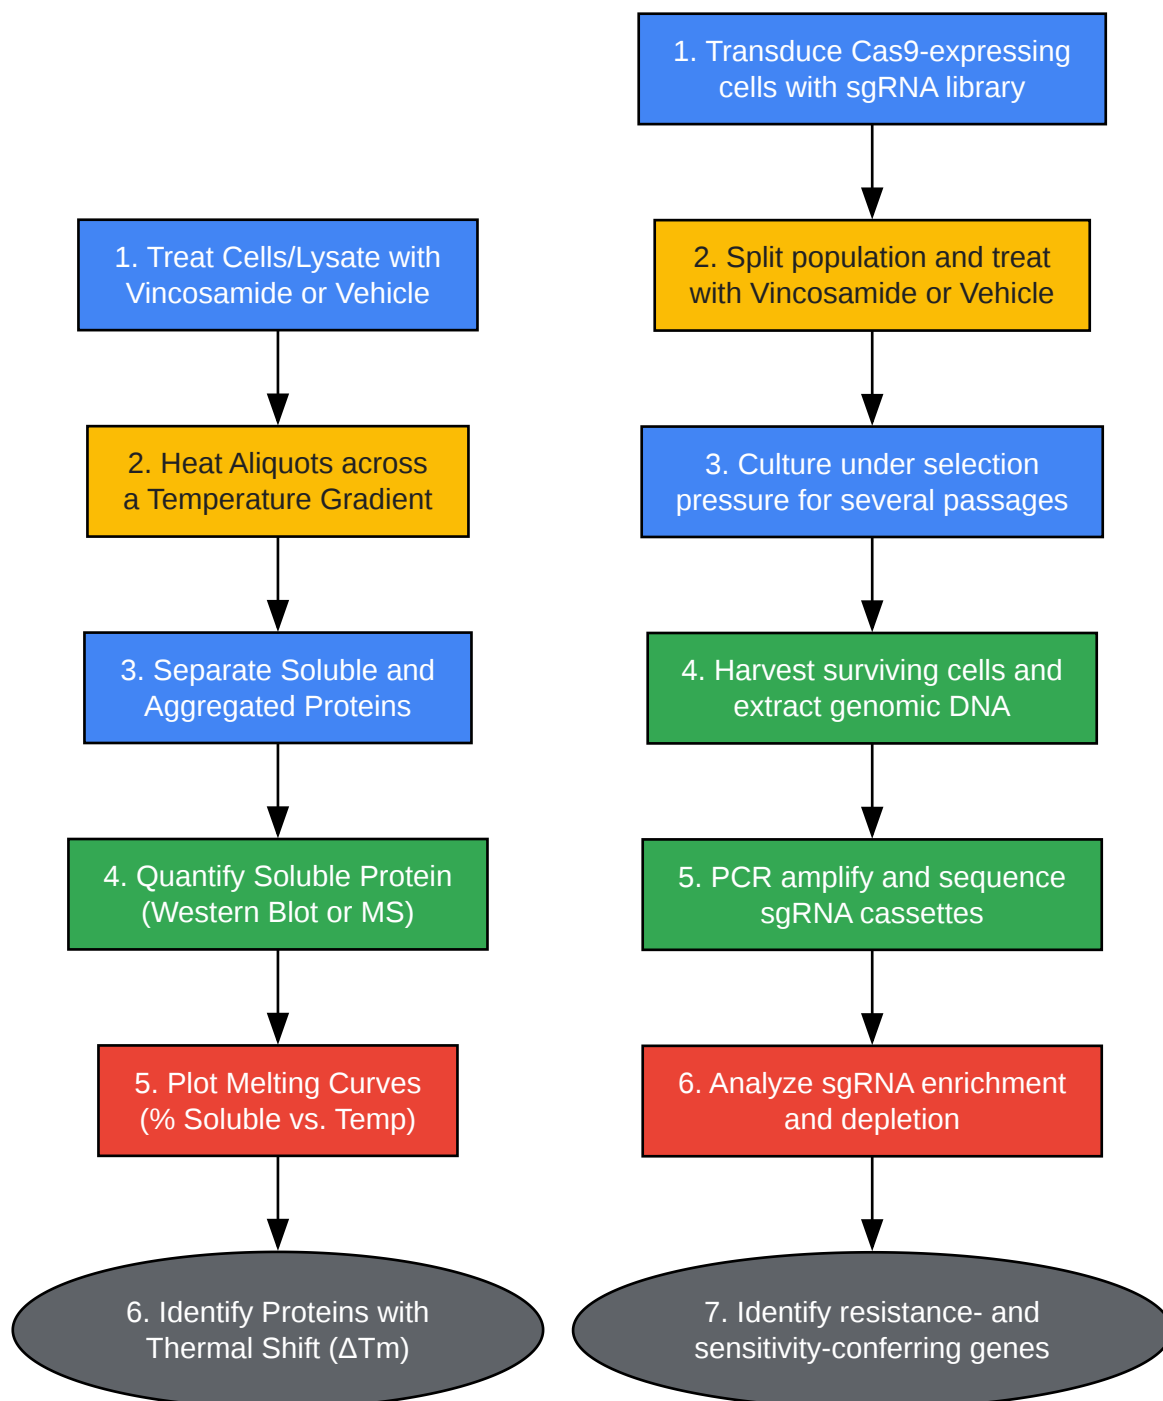 1. Treat Cells/Lysate with
Vincosamide or Vehicle
2. Heat Aliquots across
a Temperature Gradient
3. Separate Soluble and
Aggregated Proteins
4. Quantify Soluble Protein
(Western Blot or MS)
5. Plot Melting Curves
(% Soluble vs. Temp)
6. Identify Proteins with
Thermal Shift (ΔTm)
1. Transduce Cas9-expressing
cells with sgRNA library
2. Split population and treat
with Vincosamide or Vehicle
3. Culture under selection
pressure for several passages
4. Harvest surviving cells and
extract genomic DNA
5. PCR amplify and sequence
sgRNA cassettes
6. Analyze sgRNA enrichment
and depletion
7. Identify resistance- and
sensitivity-conferring genes